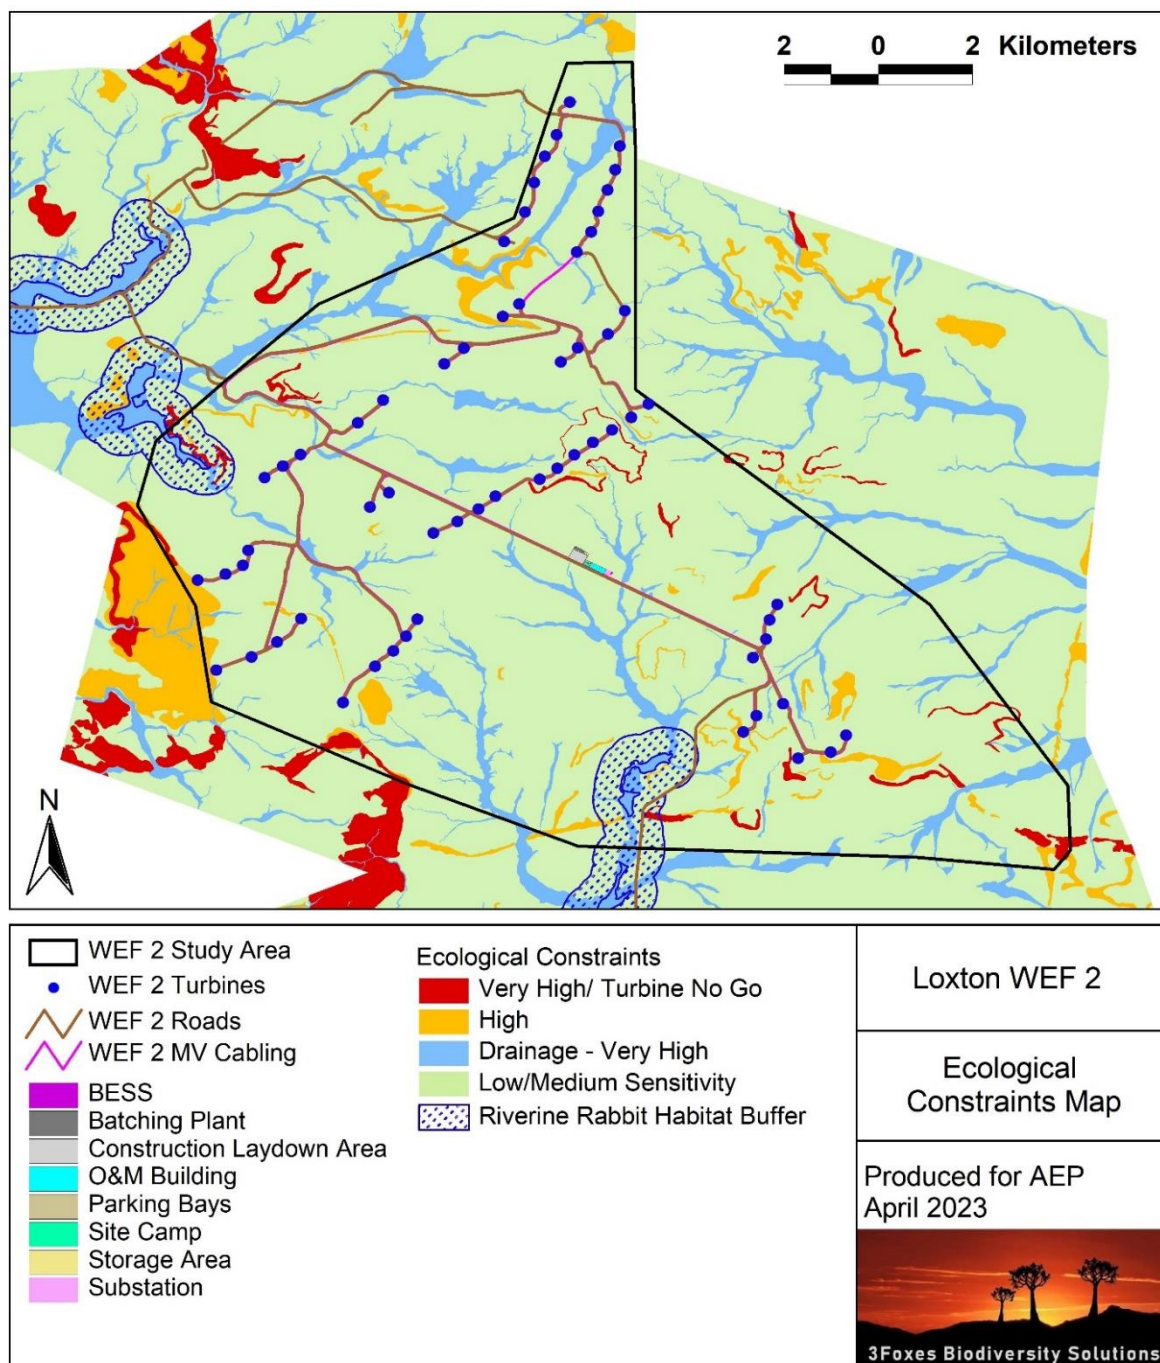 2 0 2 Kilometers
N
WEF 2 Study Area
WEF 2 Turbines
WEF 2 Roads
WEF 2 MV Cabling
BESS
Batching Plant
Construction Laydown Area
O&M Building
Parking Bays
Site Camp
Storage Area
Substation
Ecological Constraints
Very High/ Turbine No Go
High
Drainage - Very High
Low/Medium Sensitivity
Riverine Rabbit Habitat Buffer
Loxton WEF 2
Ecological
Constraints Map
Produced for AEP
April 2023
3Foxes Biodiversity Solutions